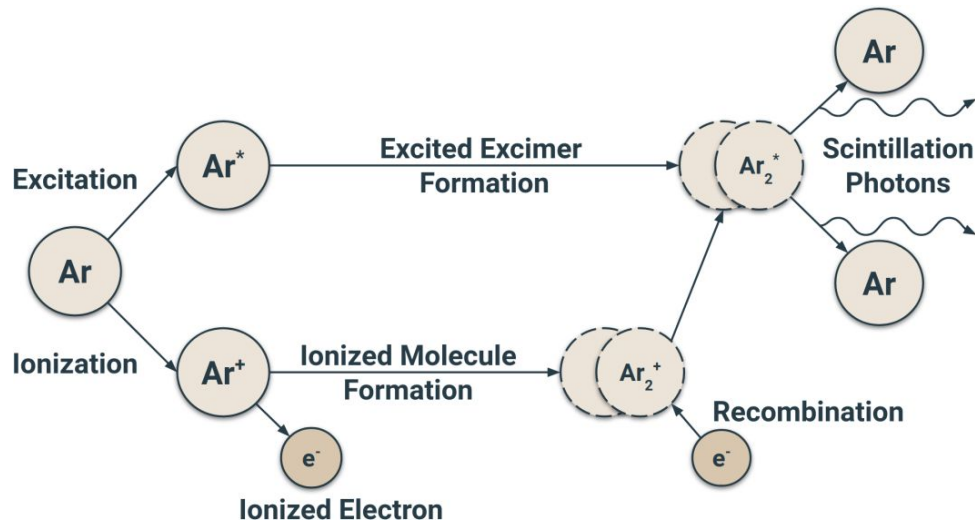 Ar
Excitation
Ar*
Excited Excimer
Formation
Ar₂*
Ar
Scintillation
Photons
Ar
Ar
Ionization
Ar⁺
Ionized Molecule
Formation
Ar₂⁺
Recombination
e⁻
e⁻
Ionized Electron